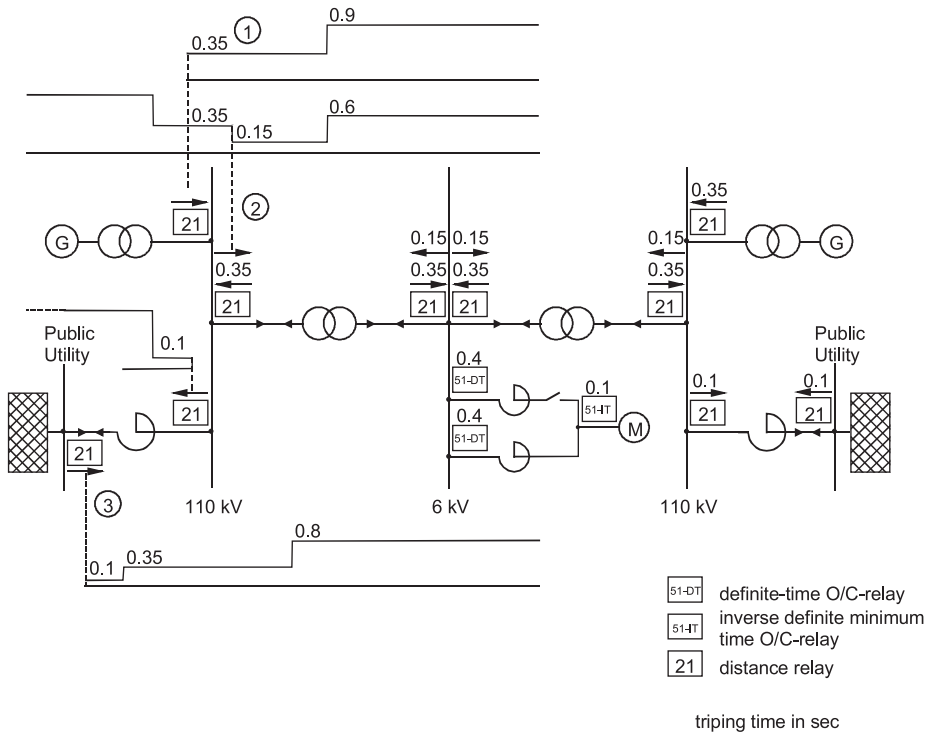 0.35
1
0.9
0.35
0.15
0.6
21
2
0.35
21
G
0.15
0.15
0.15
G
0.35
0.35
0.35
0.35
21
21
21
21
Public
Utility
0.1
Public
Utility
0.4
51-DT
0.1
51-IT
0.1
0.1
21
0.4
51-DT
M
21
21
21
3
110 kV
6 kV
110 kV
0.1
0.35
0.8
51-DT definite-time O/C-relay
51-IT inverse definite minimum
time O/C-relay
21 distance relay
triping time in sec